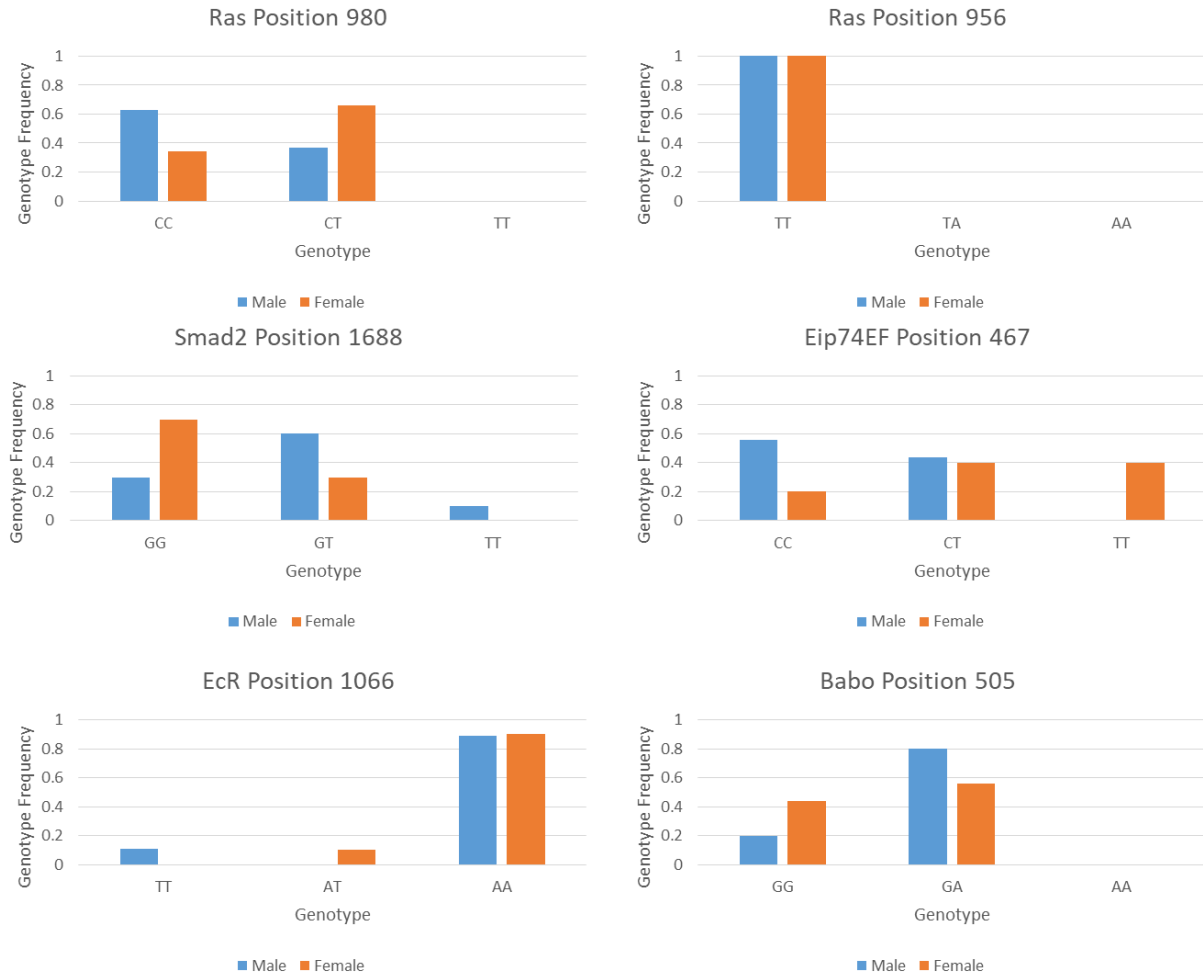 Ras Position 980
Genotype Frequency
1
0.8
0.6
0.4
0.2
0
CC CT TT
Genotype
Male Female
Ras Position 956
Genotype Frequency
1
0.8
0.6
0.4
0.2
0
TT TA AA
Genotype
Male Female
Smad2 Position 1688
Genotype Frequency
1
0.8
0.6
0.4
0.2
0
GG GT TT
Genotype
Male Female
Eip74EF Position 467
Genotype Frequency
1
0.8
0.6
0.4
0.2
0
CC CT TT
Genotype
Male Female
EcR Position 1066
Genotype Frequency
1
0.8
0.6
0.4
0.2
0
TT AT AA
Genotype
Male Female
Babo Position 505
Genotype Frequency
1
0.8
0.6
0.4
0.2
0
GG GA AA
Genotype
Male Female